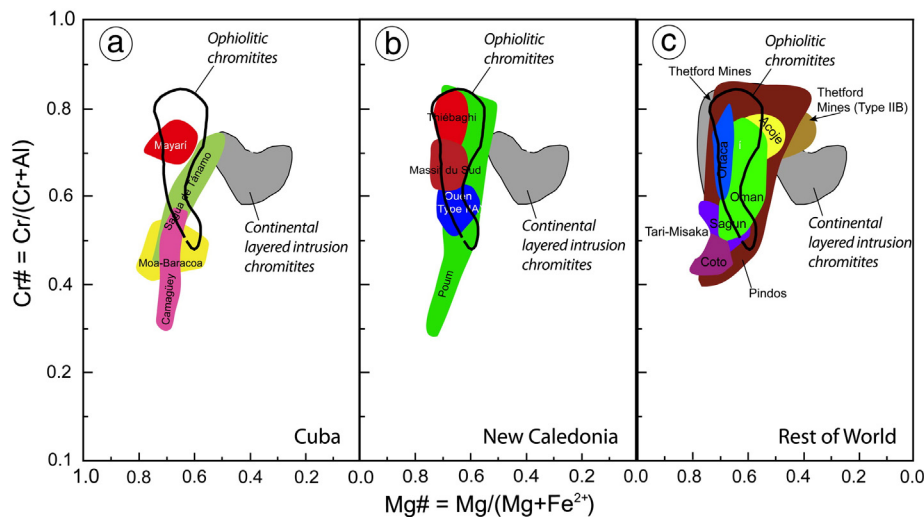 a
Ophiolitic
chromitites
Mayarí
Sagua de Tánamo
Moa-Baracoa
Camagüey
Continental
layered intrusion
chromitites
Cuba
b
Ophiolitic
chromitites
Thiébaghi
Massif du Sud
Ouen
Type IIA
Poum
Continental
layered intrusion
chromitites
New Caledonia
c
Ophiolitic
chromitites
Thetford Mines
Thetford
Mines (Type IIB)
Acoje
Ortaca
Oman
Sagun
Tari-Misaka
Coto
Pindos
Continental
layered intrusion
chromitites
Rest of World
Cr# = Cr/(Cr+Al)
1.0
0.8
0.6
0.4
0.2
0.1
1.0 0.8 0.6 0.4 0.2 0.0 0.8 0.6 0.4 0.2 0.0 0.8 0.6 0.4 0.2 0.0
Mg# = Mg/(Mg+Fe²⁺)